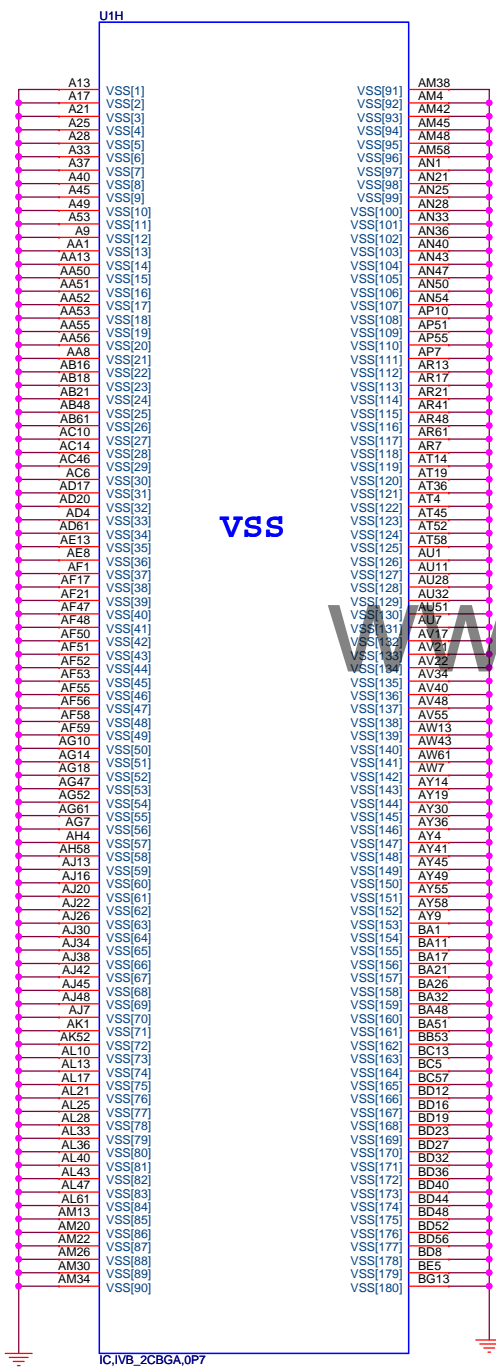 U1H
A13 VSS[1] VSS[91] AM38
A17 VSS[2] VSS[92] AM4
A21 VSS[3] VSS[93] AM42
A25 VSS[4] VSS[94] AM45
A28 VSS[5] VSS[95] AM48
A33 VSS[6] VSS[96] AM58
A37 VSS[7] VSS[97] AN1
A40 VSS[8] VSS[98] AN21
A45 VSS[9] VSS[99] AN25
A49 VSS[10] VSS[100] AN28
A53 VSS[11] VSS[101] AN33
A9 VSS[12] VSS[102] AN36
AA1 VSS[13] VSS[103] AN40
AA13 VSS[14] VSS[104] AN43
AA50 VSS[15] VSS[105] AN47
AA51 VSS[16] VSS[106] AN50
AA52 VSS[17] VSS[107] AN54
AA53 VSS[18] VSS[108] AP10
AA55 VSS[19] VSS[109] AP51
AA56 VSS[20] VSS[110] AP55
AA8 VSS[21] VSS[111] AP7
AB16 VSS[22] VSS[112] AR13
AB18 VSS[23] VSS[113] AR17
AB21 VSS[24] VSS[114] AR21
AB48 VSS[25] VSS[115] AR41
AB61 VSS[26] VSS[116] AR48
AC10 VSS[27] VSS[117] AR61
AC14 VSS[28] VSS[118] AR7
AC46 VSS[29] VSS[119] AT14
AC6 VSS[30] VSS[120] AT19
AD17 VSS[31] VSS[121] AT36
AD20 VSS[32] VSS[122] AT4
AD4 VSS[33] VSS[123] AT45
VSS
AD61 VSS[34] VSS[124] AT52
AE13 VSS[35] VSS[125] AT58
AE8 VSS[36] VSS[126] AU1
AF1 VSS[37] VSS[127] AU11
AF17 VSS[38] VSS[128] AU28
AF21 VSS[39] VSS[129] AU32
AF47 VSS[40] VSS[130] AU51
AF48 VSS[41] VSS[131] AU7
AF50 VSS[42] VSS[132] AV17
AF51 VSS[43] VSS[133] AV21
AF52 VSS[44] VSS[134] AV22
AF53 VSS[45] VSS[135] AV34
AF55 VSS[46] VSS[136] AV40
AF56 VSS[47] VSS[137] AV48
AF58 VSS[48] VSS[138] AV55
AF59 VSS[49] VSS[139] AW13
AG10 VSS[50] VSS[140] AW43
AG14 VSS[51] VSS[141] AW61
AG18 VSS[52] VSS[142] AW7
AG47 VSS[53] VSS[143] AY14
AG52 VSS[54] VSS[144] AY19
AG61 VSS[55] VSS[145] AY30
AG7 VSS[56] VSS[146] AY36
AH4 VSS[57] VSS[147] AY4
AH58 VSS[58] VSS[148] AY41
AJ13 VSS[59] VSS[149] AY45
AJ16 VSS[60] VSS[150] AY49
AJ20 VSS[61] VSS[151] AY55
AJ22 VSS[62] VSS[152] AY58
AJ26 VSS[63] VSS[153] AY9
AJ30 VSS[64] VSS[154] BA1
AJ34 VSS[65] VSS[155] BA11
AJ38 VSS[66] VSS[156] BA17
AJ42 VSS[67] VSS[157] BA21
AJ45 VSS[68] VSS[158] BA26
AJ48 VSS[69] VSS[159] BA32
AJ7 VSS[70] VSS[160] BA48
AK1 VSS[71] VSS[161] BA51
AK52 VSS[72] VSS[162] BB53
AL10 VSS[73] VSS[163] BC13
AL13 VSS[74] VSS[164] BC5
AL17 VSS[75] VSS[165] BC57
AL21 VSS[76] VSS[166] BD12
AL25 VSS[77] VSS[167] BD16
AL28 VSS[78] VSS[168] BD19
AL33 VSS[79] VSS[169] BD23
AL36 VSS[80] VSS[170] BD27
AL40 VSS[81] VSS[171] BD32
AL43 VSS[82] VSS[172] BD36
AL47 VSS[83] VSS[173] BD40
AL61 VSS[84] VSS[174] BD44
AM13 VSS[85] VSS[175] BD48
AM20 VSS[86] VSS[176] BD52
AM22 VSS[87] VSS[177] BD56
AM26 VSS[88] VSS[178] BD8
AM30 VSS[89] VSS[179] BE5
AM34 VSS[90] VSS[180] BG13
IC,IVB_2CBGA,0P7